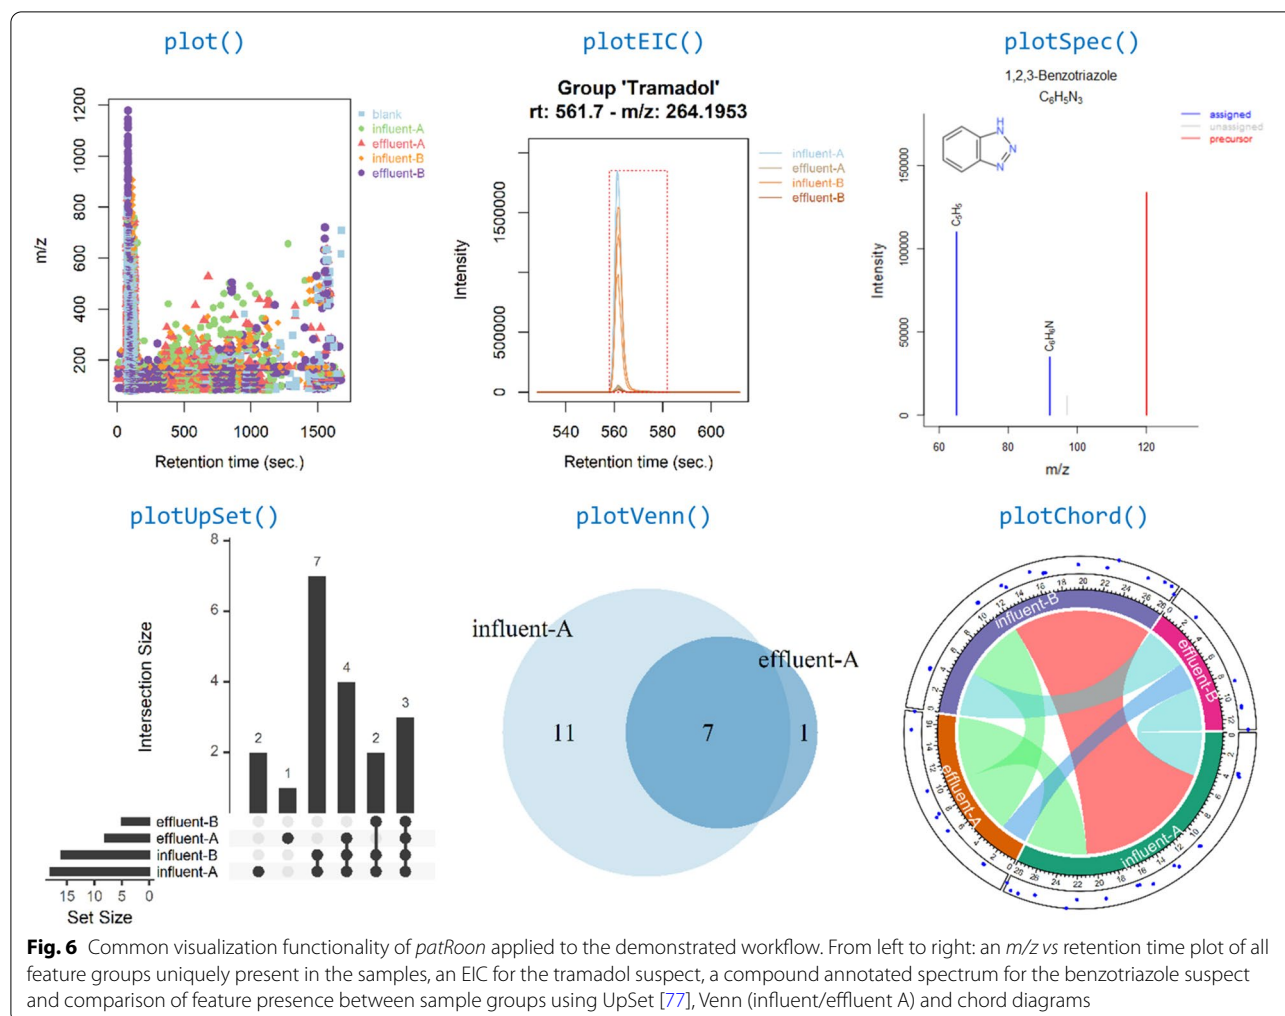 plot()
1200
1000
800
600
400
200
m/z
0
500
1000
1500
Retention time (sec.)
blank
influent-A
effluent-A
influent-B
effluent-B
plotEIC()
Group 'Tramadol'
rt: 561.7 - m/z: 264.1953
1500000
500000
0
Intensity
540
560
580
600
Retention time (sec.)
influent-A
effluent-A
influent-B
effluent-B
plotSpec()
1,2,3-Benzotriazole
C₆H₅N₃
assigned
unassigned
precursor
H
N
N
N
150000
100000
50000
0
Intensity
C₅H₅
C₆H₆N
60
80
100
120
m/z
plotUpSet()
8
6
4
2
Intersection Size
2
1
7
4
2
3
effluent-B
effluent-A
influent-B
influent-A
15 10 5 0
Set Size
plotVenn()
influent-A
effluent-A
11
7
1
plotChord()
influent-B
effluent-B
effluent-A
influent-A
Fig. 6 Common visualization functionality of patRoon applied to the demonstrated workflow. From left to right: an m/z vs retention time plot of all
feature groups uniquely present in the samples, an EIC for the tramadol suspect, a compound annotated spectrum for the benzotriazole suspect
and comparison of feature presence between sample groups using UpSet [77], Venn (influent/effluent A) and chord diagrams